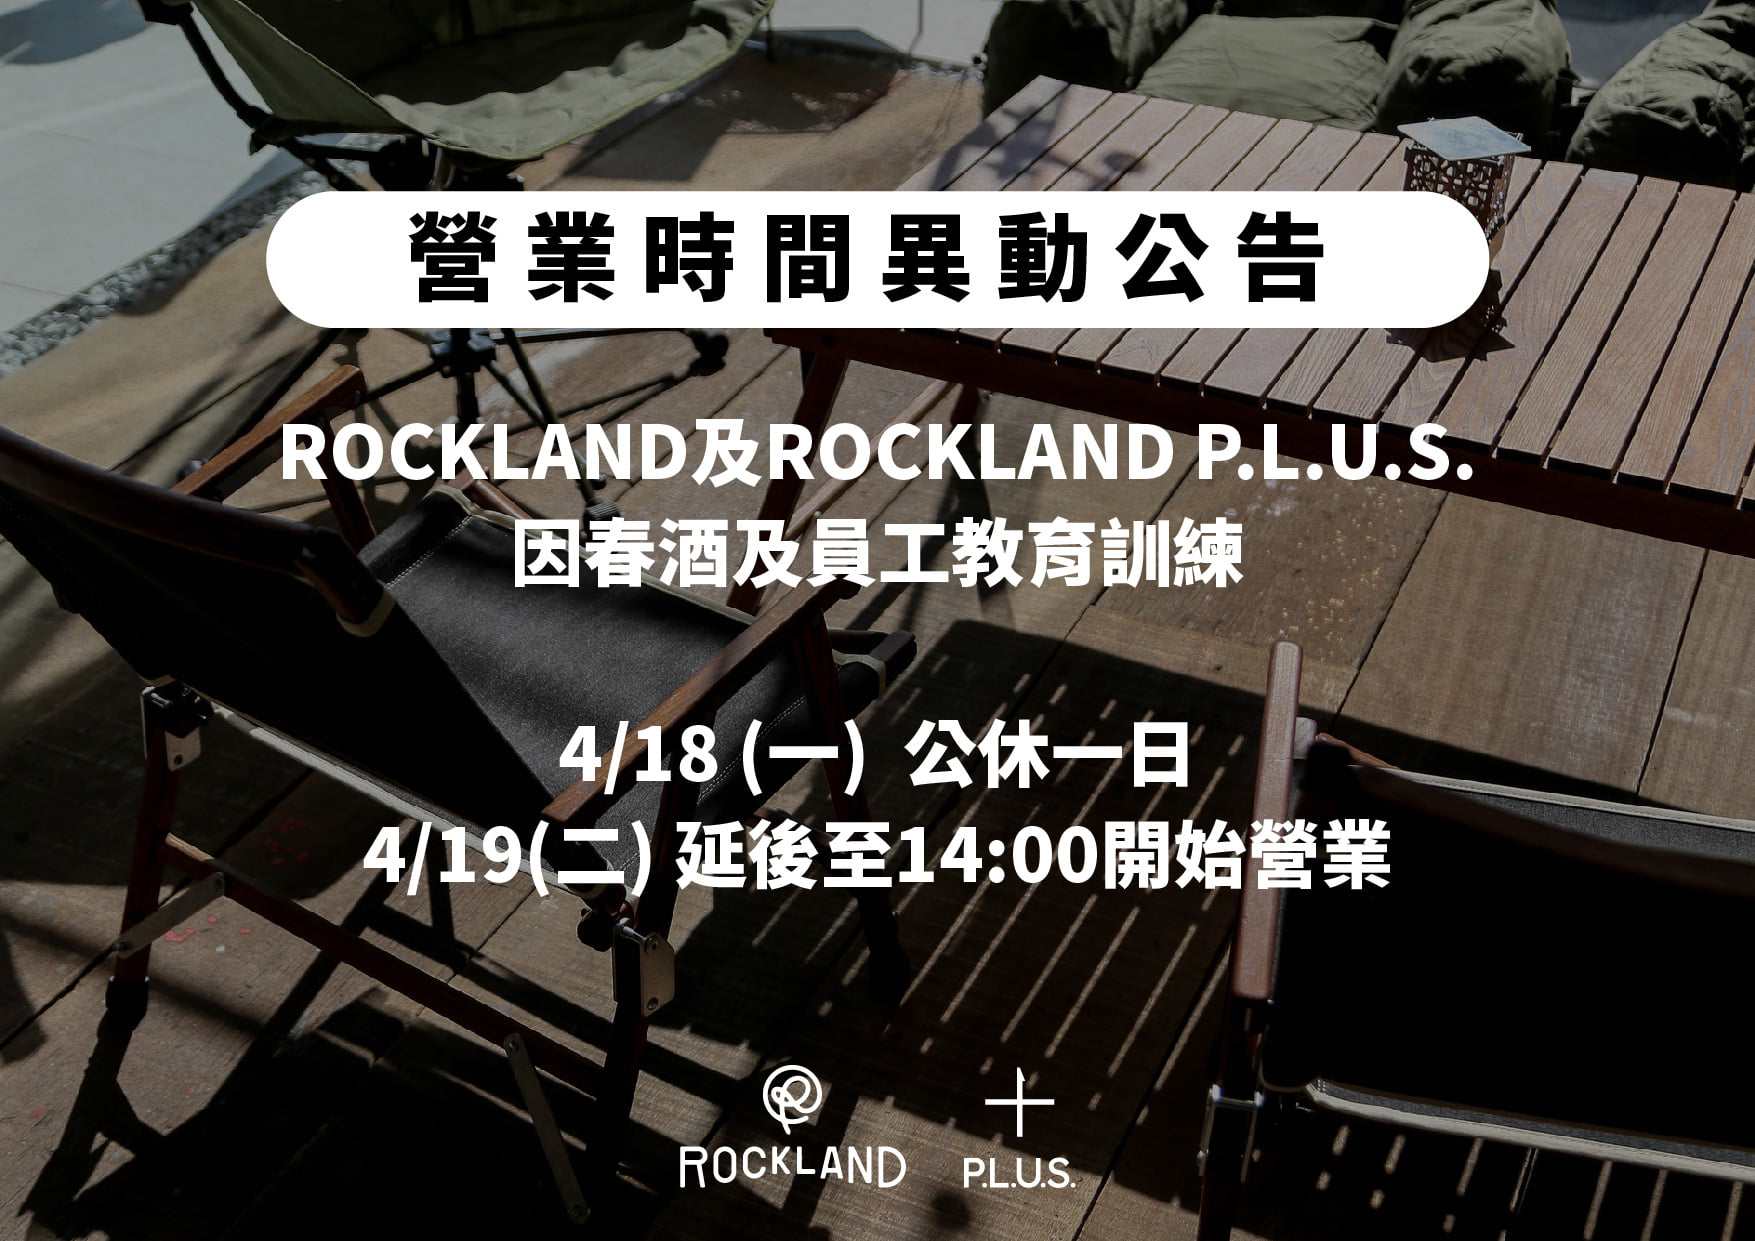 營業時間異動公告
ROCKLAND及ROCKLAND P.L.U.S.
因春酒及員工教育訓練
4/18 (一) 公休一日
4/19(二) 延後至14:00開始營業
ROCKLAND
P.L.U.S.